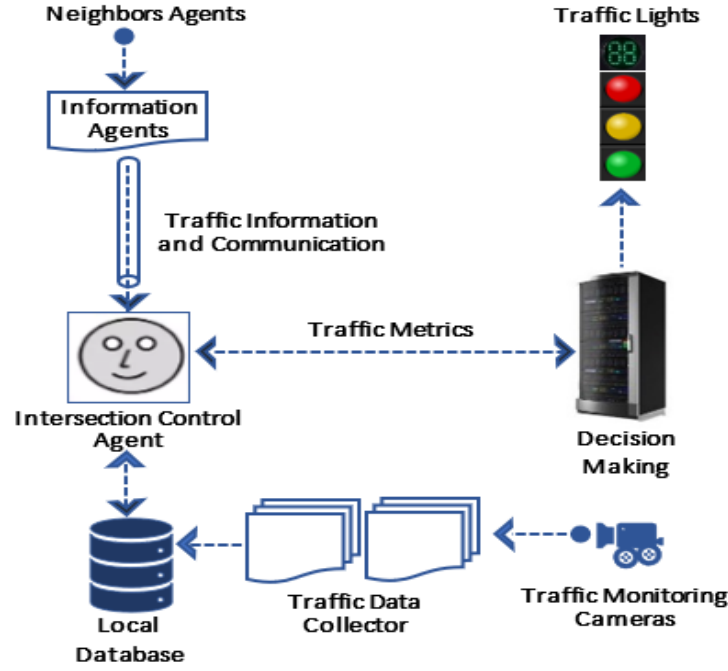 Neighbors Agents
Traffic Lights
88
Information
Agents
Traffic Information
and Communication
Traffic Metrics
Intersection Control
Agent
Decision
Making
Traffic Data
Collector
Traffic Monitoring
Cameras
Local
Database